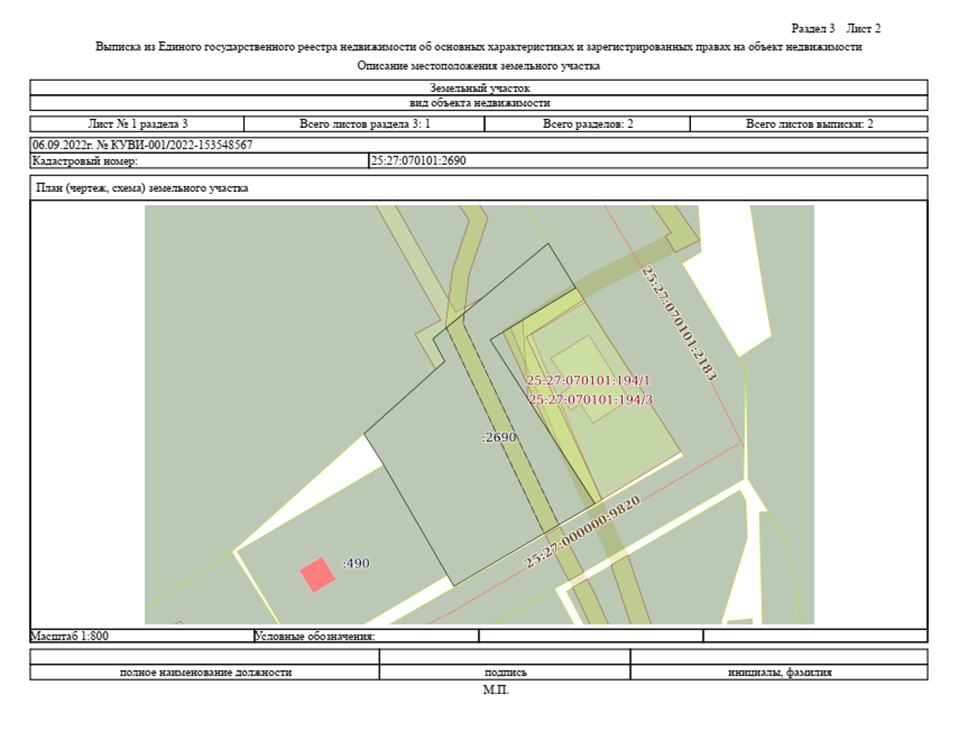 Раздел 3 Лист 2
Выписка из Единого государственного реестра недвижимости об основных характеристиках и зарегистрированных правах на объект недвижимости
Описание местоположения земельного участка
Земельный участок
вид объекта недвижимости
Лист № 1 раздела 3 Всего листов раздела 3: 1 Всего разделов: 2 Всего листов выписки: 2
06.09.2022г. № КУВИ-001/2022-153548567
Кадастровый номер: 25:27:070101:2690
План (чертеж, схема) земельного участка
25:27:070101:2183
25:27:070101:194/1
25:27:070101:194/3
:2690
25:27:000000:9820
:490
Масштаб 1:800 Условные обозначения:
полное наименование должности подпись инициалы, фамилия
М.П.